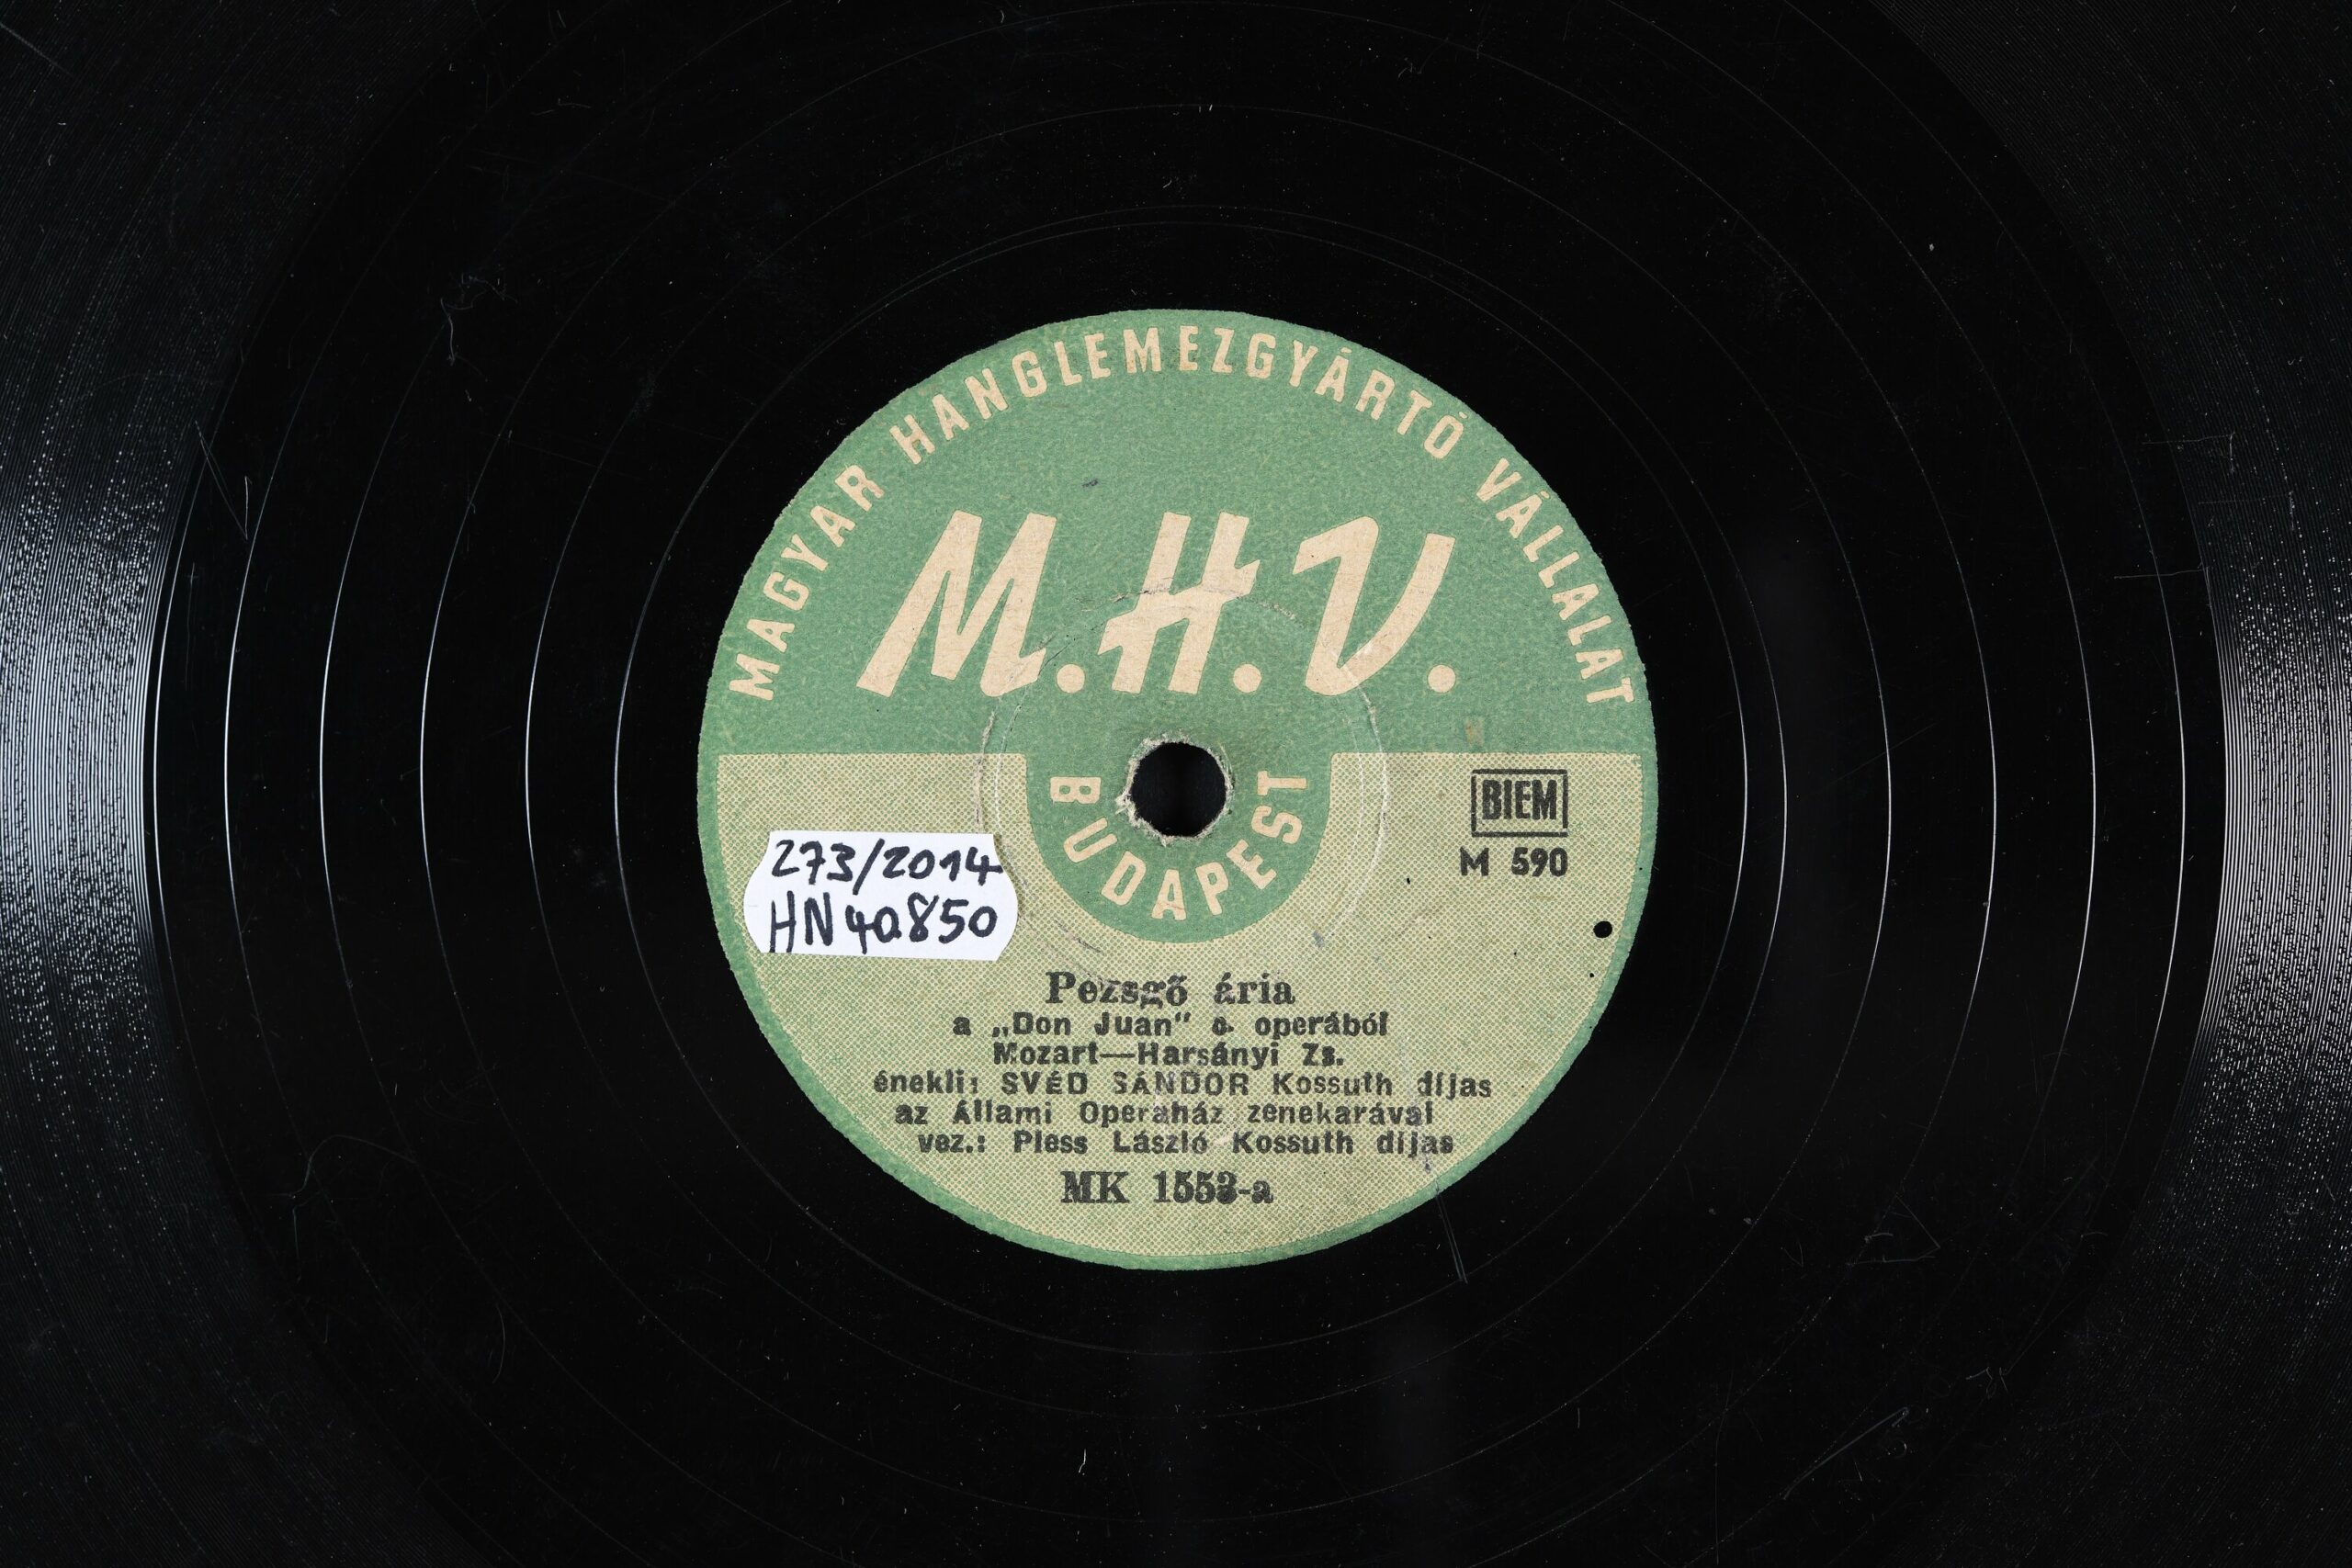 MAGYAR HANGLEMEZGYÁRTÓ VÁLLALAT
M.H.V.
BUDAPEST
BIEM
M 590
273/2014
HN40850
Pezsgő ária
a „Don Juan" c. operából
Mozart—Harsányi Zs.
énekli: SVÉD SÁNDOR Kossuth díjas
az Állami Operaház zenekarával
vez.: Pless László Kossuth díjas
MK 1553-a